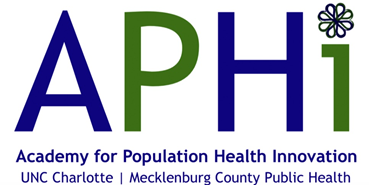 APHi
Academy for Population Health Innovation
UNC Charlotte | Mecklenburg County Public Health